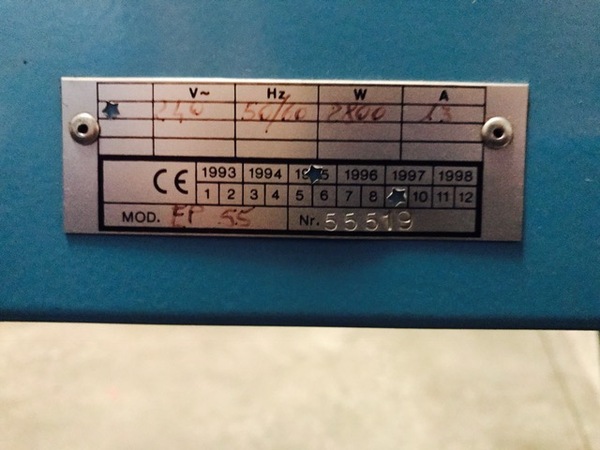 V~ Hz W A
240 50/60 2800 13
CE 1993 1994 1995 1996 1997 1998
1 2 3 4 5 6 7 8 10 11 12
MOD. EP 55 Nr. 55519